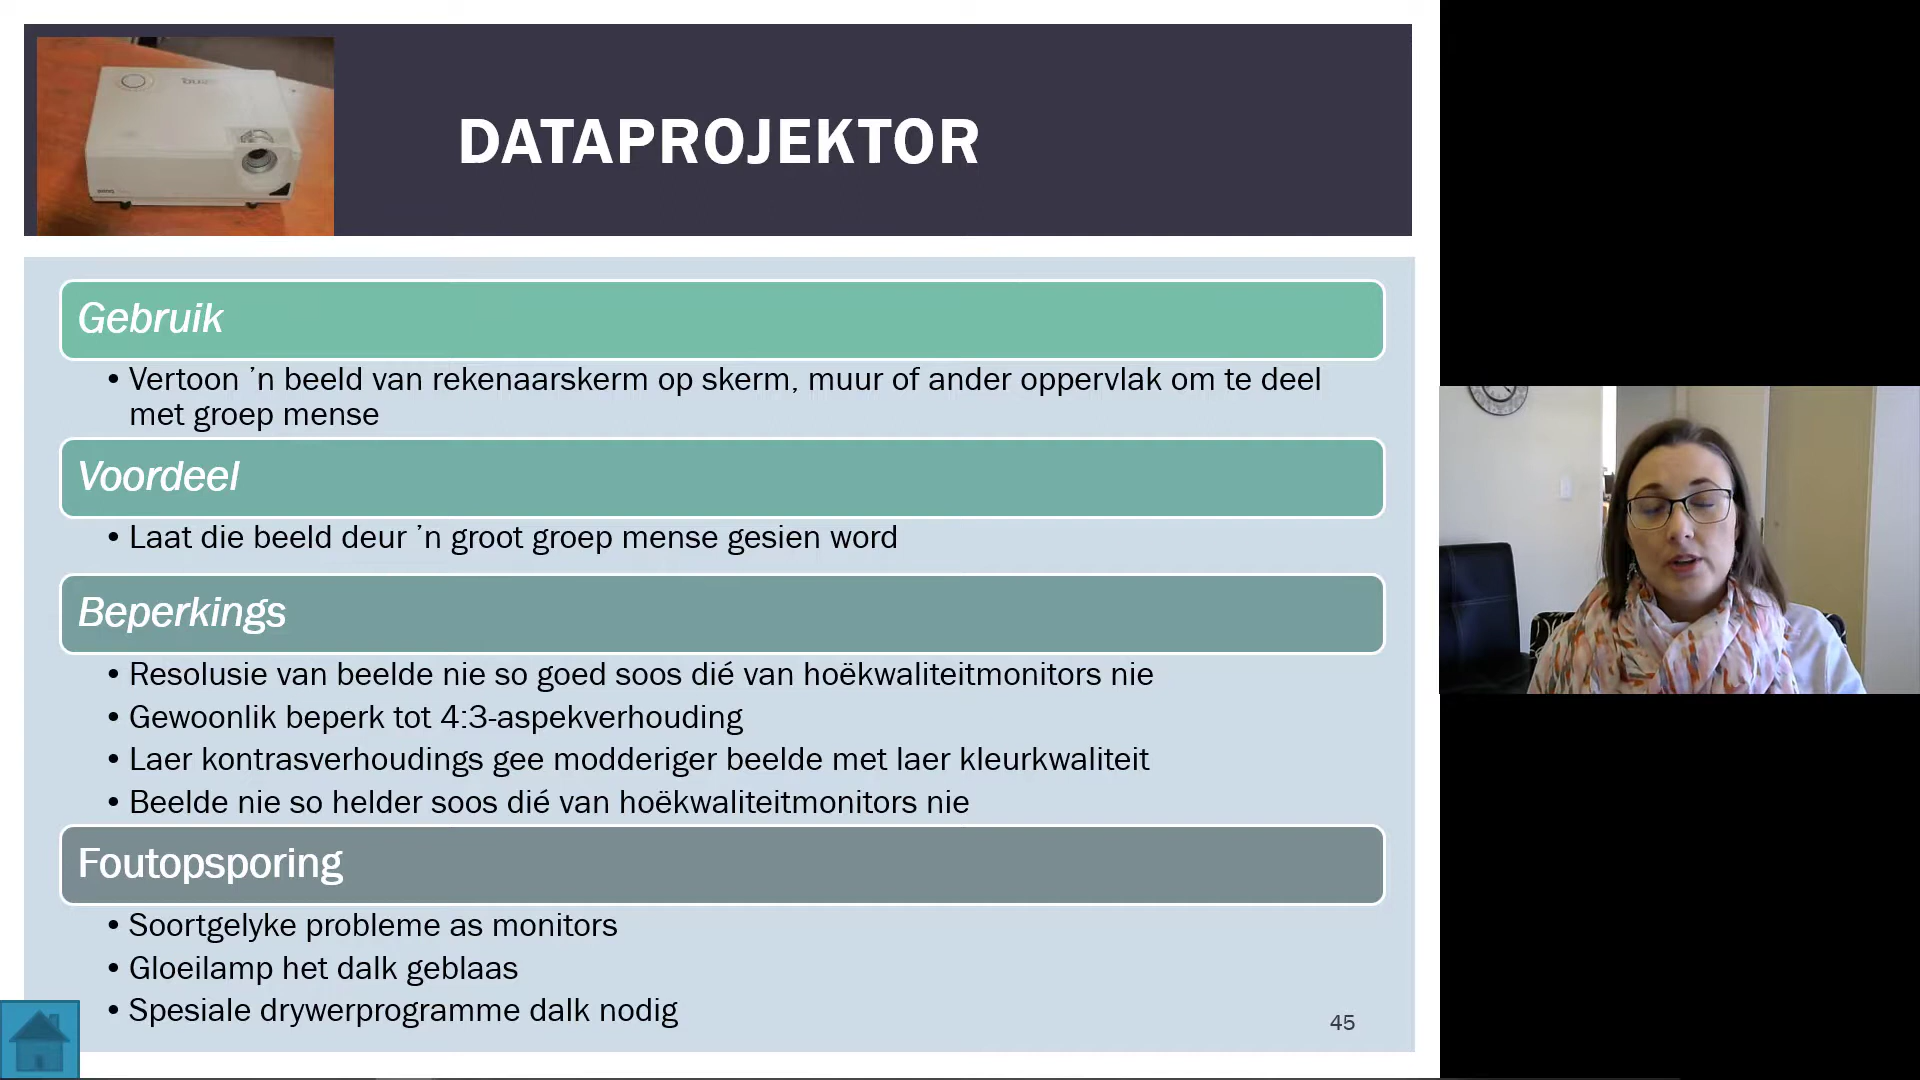 DATAPROJEKTOR
Gebruik
• Vertoon ’n beeld van rekenaarskerm op skerm, muur of ander oppervlak om te deel
met groep mense
Voordeel
• Laat die beeld deur ’n groot groep mense gesien word
Beperkings
• Resolusie van beelde nie so goed soos dié van hoëkwaliteitmonitors nie
• Gewoonlik beperk tot 4:3-aspekverhouding
• Laer kontrasverhoudings gee modderiger beelde met laer kleurkwaliteit
• Beelde nie so helder soos dié van hoëkwaliteitmonitors nie
Foutopsporing
• Soortgelyke probleme as monitors
• Gloeilamp het dalk geblaas
• Spesiale drywerprogramme dalk nodig
45